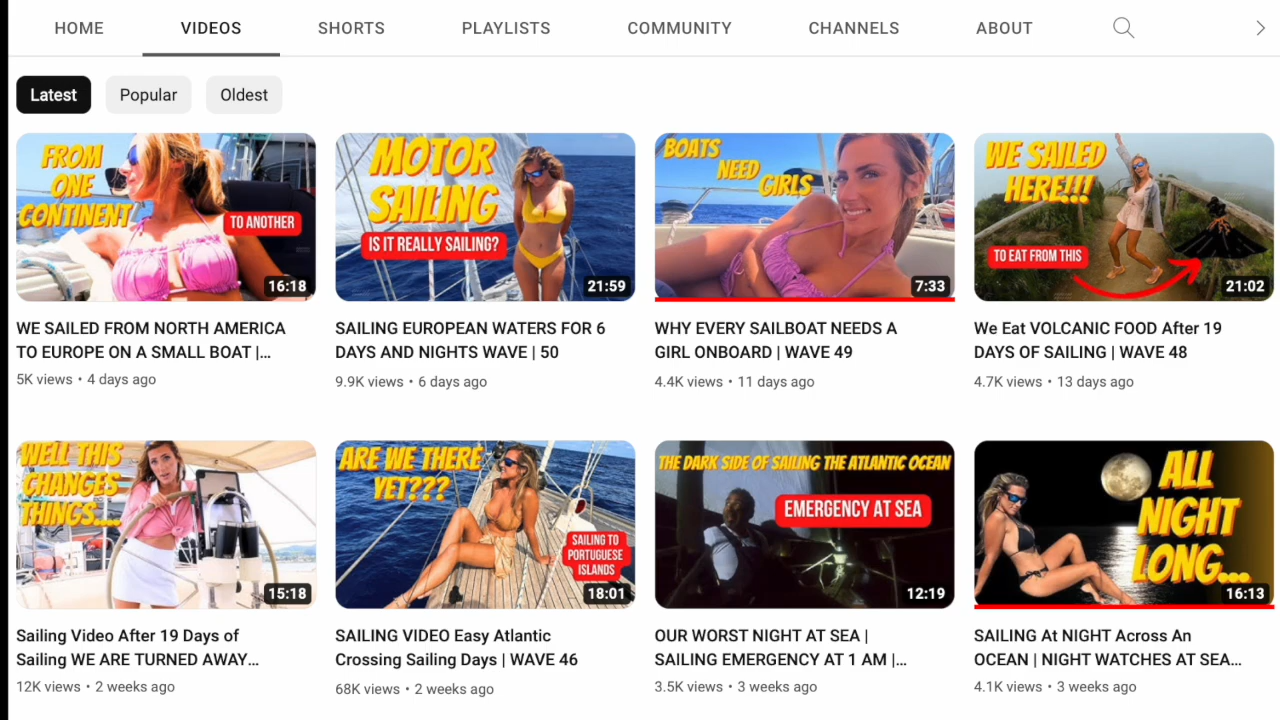 HOME VIDEOS SHORTS PLAYLISTS COMMUNITY CHANNELS ABOUT
Latest Popular Oldest
FROM
ONE
CONTINENT
TO ANOTHER
16:18
MOTOR
SAILING
IS IT REALLY SAILING?
21:59
BOATS
NEED
GIRLS
7:33
WE SAILED
HERE!!!
TO EAT FROM THIS
21:02
WE SAILED FROM NORTH AMERICA
TO EUROPE ON A SMALL BOAT |...
5K views • 4 days ago
SAILING EUROPEAN WATERS FOR 6
DAYS AND NIGHTS WAVE | 50
9.9K views • 6 days ago
WHY EVERY SAILBOAT NEEDS A
GIRL ONBOARD | WAVE 49
4.4K views • 11 days ago
We Eat VOLCANIC FOOD After 19
DAYS OF SAILING | WAVE 48
4.7K views • 13 days ago
WELL THIS
CHANGES
THINGS....
15:18
ARE WE THERE
YET???
SAILING TO
PORTUGUESE
ISLANDS
18:01
THE DARK SIDE OF SAILING THE ATLANTIC OCEAN
EMERGENCY AT SEA
12:19
ALL
NIGHT
LONG...
16:13
Sailing Video After 19 Days of
Sailing WE ARE TURNED AWAY...
12K views • 2 weeks ago
SAILING VIDEO Easy Atlantic
Crossing Sailing Days | WAVE 46
68K views • 2 weeks ago
OUR WORST NIGHT AT SEA |
SAILING EMERGENCY AT 1 AM |...
3.5K views • 3 weeks ago
SAILING At NIGHT Across An
OCEAN | NIGHT WATCHES AT SEA...
4.1K views • 3 weeks ago